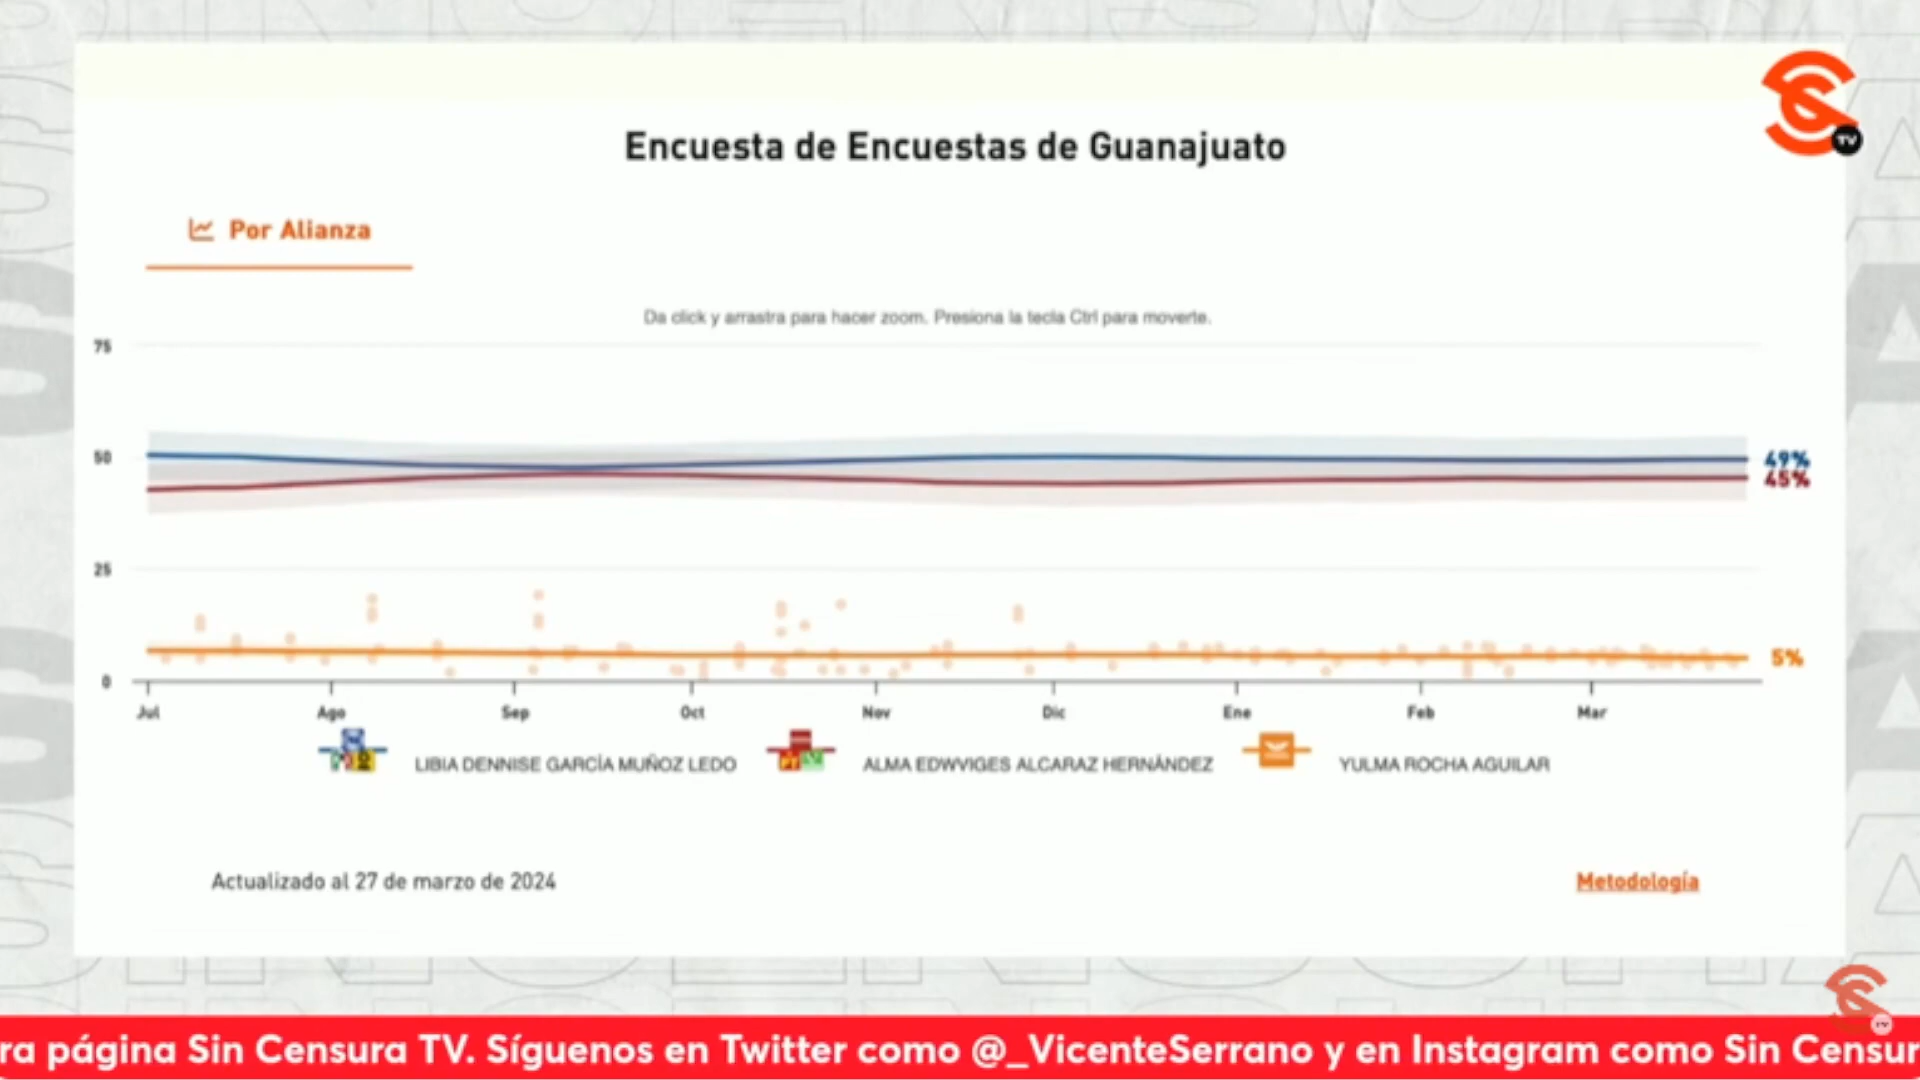 TV
Encuesta de Encuestas de Guanajuato
Por Alianza
Da click y arrastra para hacer zoom. Presiona la tecla Ctrl para moverte.
75
50
49%
45%
25
5%
0
Jul Ago Sep Oct Nov Dic Ene Feb Mar
LIBIA DENNISE GARCÍA MUÑOZ LEDO ALMA EDWVIGES ALCARAZ HERNÁNDEZ YULMA ROCHA AGUILAR
Actualizado al 27 de marzo de 2024
Metodología
TV
ra página Sin Censura TV. Síguenos en Twitter como @_VicenteSerrano y en Instagram como Sin Censur